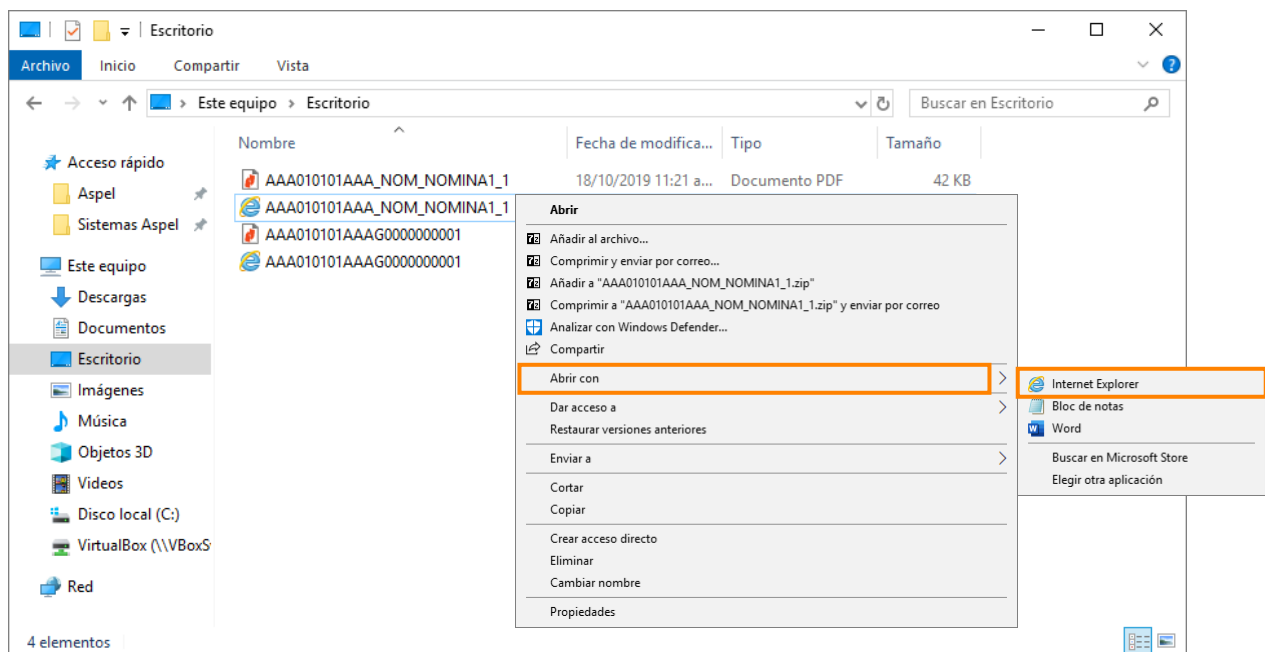 Escritorio
Archivo Inicio Compartir Vista
Este equipo > Escritorio
Buscar en Escritorio
Nombre Fecha de modifica... Tipo Tamaño
Acceso rápido
Aspel
Sistemas Aspel
Este equipo
Descargas
Documentos
Escritorio
Imágenes
Música
Objetos 3D
Videos
Disco local (C:)
VirtualBox (\\VBoxS
Red
AAA010101AAA_NOM_NOMINA1_1 18/10/2019 11:21 a... Documento PDF 42 KB
AAA010101AAA_NOM_NOMINA1_1
AAA010101AAAG0000000001
AAA010101AAAG0000000001
Abrir
Añadir al archivo...
Comprimir y enviar por correo...
Añadir a "AAA010101AAA_NOM_NOMINA1_1.zip"
Comprimir a "AAA010101AAA_NOM_NOMINA1_1.zip" y enviar por correo
Analizar con Windows Defender...
Compartir
Abrir con
Dar acceso a
Restaurar versiones anteriores
Enviar a
Cortar
Copiar
Crear acceso directo
Eliminar
Cambiar nombre
Propiedades
Internet Explorer
Bloc de notas
Word
Buscar en Microsoft Store
Elegir otra aplicación
4 elementos